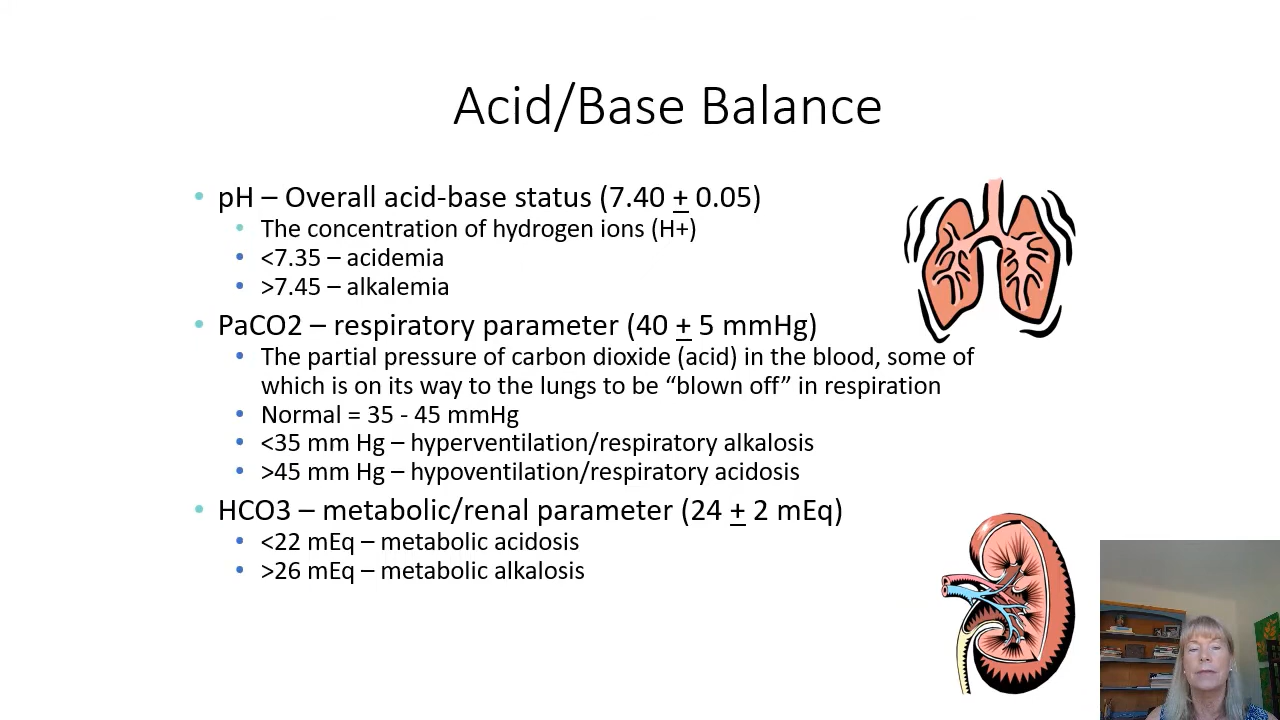 Acid/Base Balance
• pH – Overall acid-base status (7.40 ± 0.05)
• The concentration of hydrogen ions (H+)
• <7.35 – acidemia
• >7.45 – alkalemia
• PaCO2 – respiratory parameter (40 ± 5 mmHg)
• The partial pressure of carbon dioxide (acid) in the blood, some of
which is on its way to the lungs to be “blown off” in respiration
• Normal = 35 - 45 mmHg
• <35 mm Hg – hyperventilation/respiratory alkalosis
• >45 mm Hg – hypoventilation/respiratory acidosis
• HCO3 – metabolic/renal parameter (24 ± 2 mEq)
• <22 mEq – metabolic acidosis
• >26 mEq – metabolic alkalosis